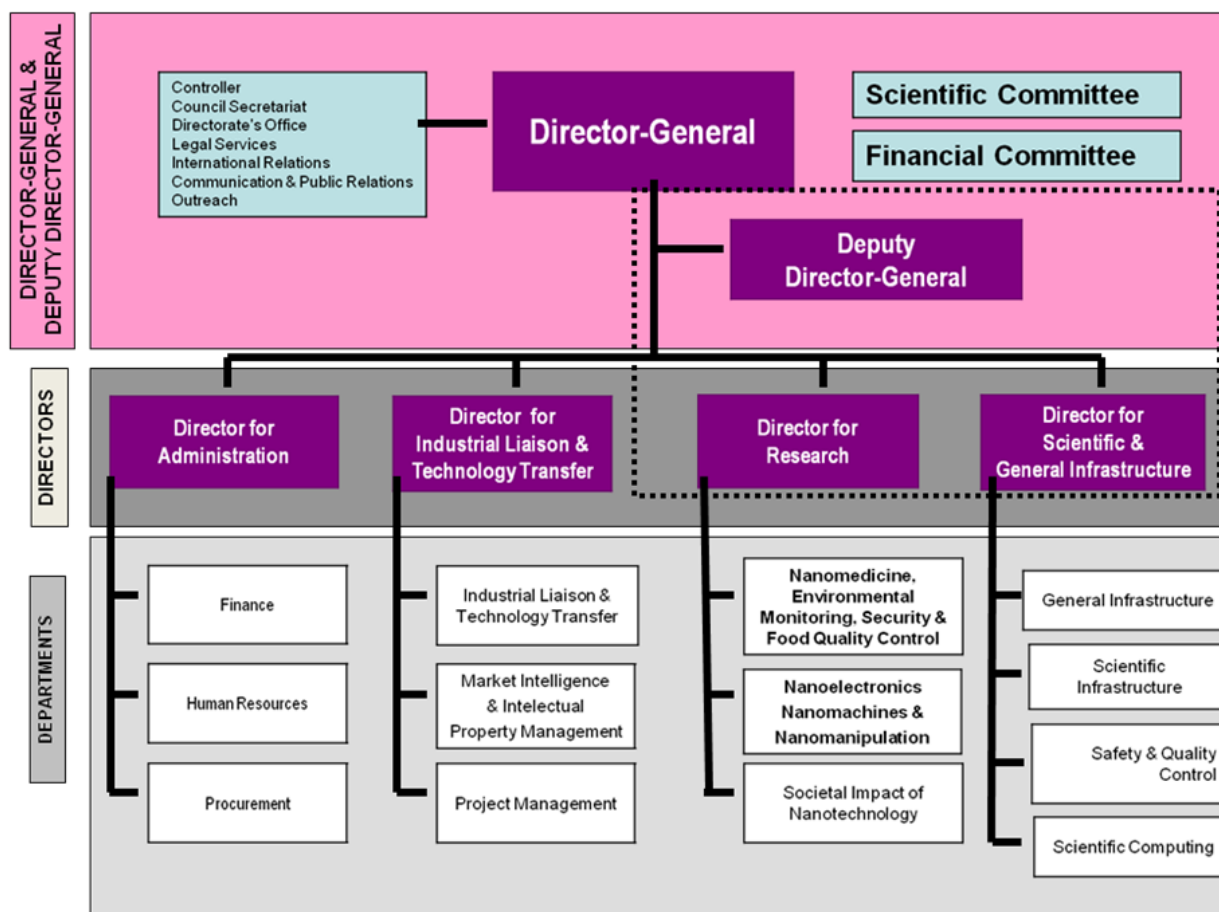 DIRECTOR-GENERAL &
DEPUTY DIRECTOR-GENERAL
Controller
Council Secretariat
Directorate's Office
Legal Services
International Relations
Communication & Public Relations
Outreach
Director-General
Scientific Committee
Financial Committee
Deputy
Director-General
DIRECTORS
Director for
Administration
Director for
Industrial Liaison &
Technology Transfer
Director for
Research
Director for
Scientific &
General Infrastructure
DEPARTMENTS
Finance
Human Resources
Procurement
Industrial Liaison &
Technology Transfer
Market Intelligence
& Intelectual
Property Management
Project Management
Nanomedicine,
Environmental
Monitoring, Security &
Food Quality Control
Nanoelectronics
Nanomachines &
Nanomanipulation
Societal Impact of
Nanotechnology
General Infrastructure
Scientific
Infrastructure
Safety & Quality
Control
Scientific Computing